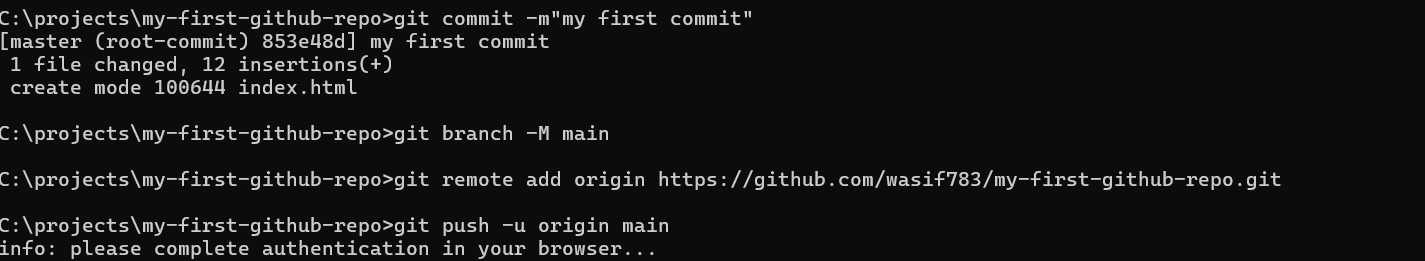 C:\projects\my-first-github-repo>git commit -m"my first commit"
[master (root-commit) 853e48d] my first commit
 1 file changed, 12 insertions(+)
 create mode 100644 index.html
C:\projects\my-first-github-repo>git branch -M main
C:\projects\my-first-github-repo>git remote add origin https://github.com/wasif783/my-first-github-repo.git
C:\projects\my-first-github-repo>git push -u origin main
info: please complete authentication in your browser...